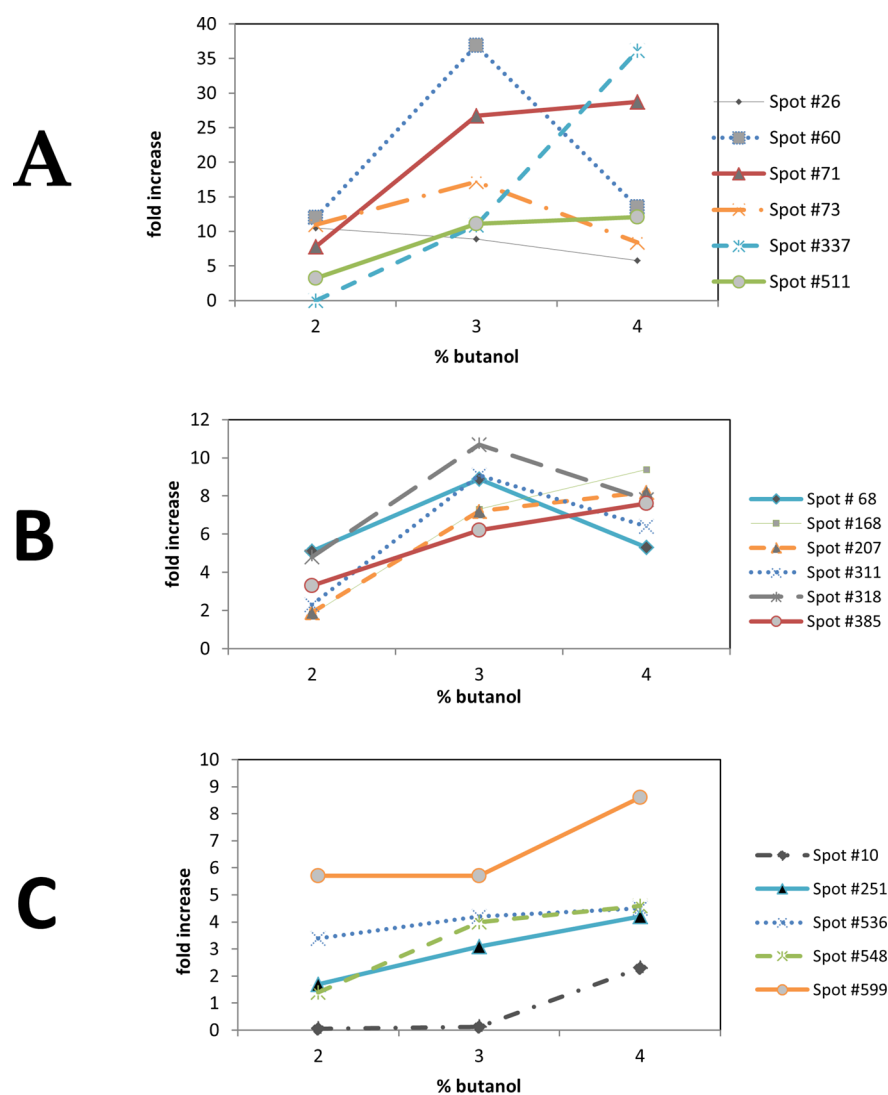 A
fold increase
40
35
30
25
20
15
10
5
0
2 3 4
% butanol
Spot #26
Spot #60
Spot #71
Spot #73
Spot #337
Spot #511
B
fold increase
12
10
8
6
4
2
0
2 3 4
% butanol
Spot # 68
Spot #168
Spot #207
Spot #311
Spot #318
Spot #385
C
fold increase
10
9
8
7
6
5
4
3
2
1
0
2 3 4
% butanol
Spot #10
Spot #251
Spot #536
Spot #548
Spot #599